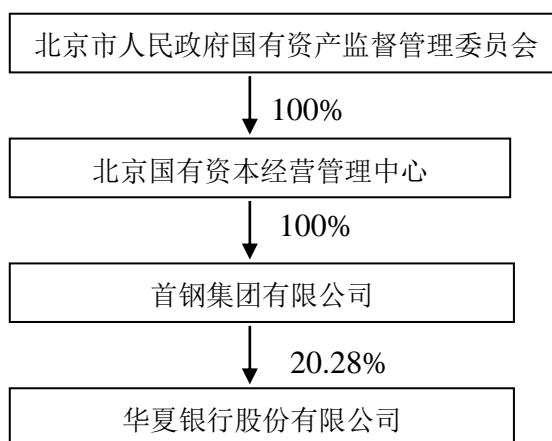 北京市人民政府国有资产监督管理委员会
100%
北京国有资本经营管理中心
100%
首钢集团有限公司
20.28%
华夏银行股份有限公司